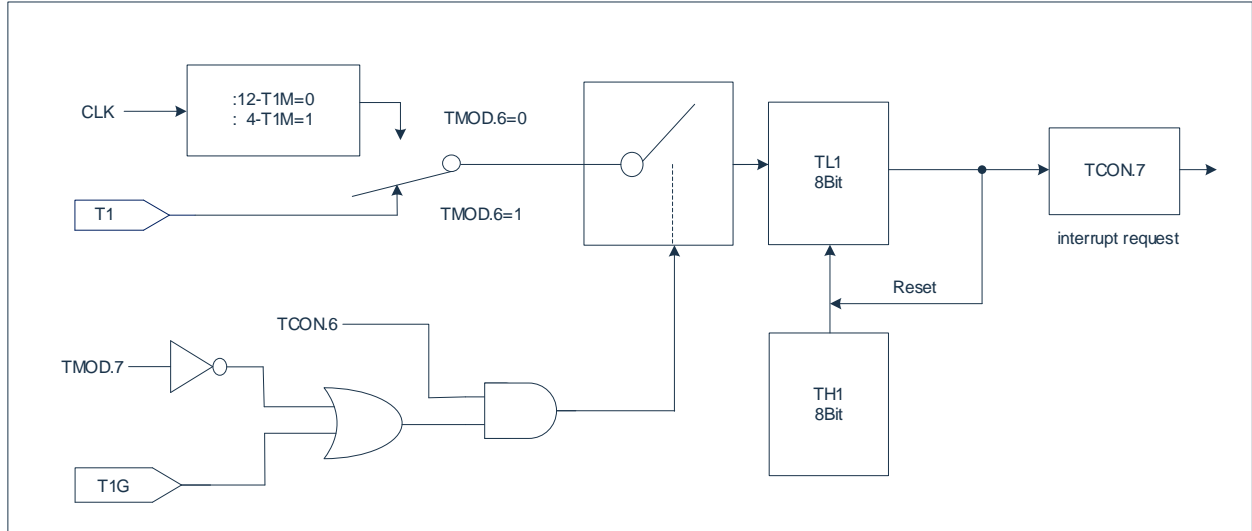 :12-T1M=0
: 4-T1M=1
CLK
TMOD.6=0
T1
TMOD.6=1
TL1
8Bit
TCON.7
interrupt request
Reset
TCON.6
TMOD.7
TH1
8Bit
T1G